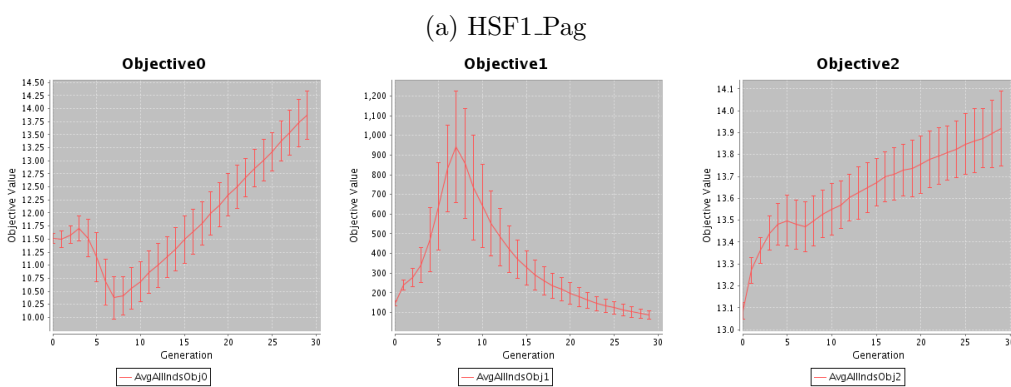 (a) HSF1_Pag
Objective0
Objective Value
14.50
14.25
14.00
13.75
13.50
13.25
13.00
12.75
12.50
12.25
12.00
11.75
11.50
11.25
11.00
10.75
10.50
10.25
10.00
0 5 10 15 20 25 30
Generation
AvgAllIndsObj0
Objective1
Objective Value
1,200
1,100
1,000
900
800
700
600
500
400
300
200
100
0 5 10 15 20 25 30
Generation
AvgAllIndsObj1
Objective2
Objective Value
14.1
14.0
13.9
13.8
13.7
13.6
13.5
13.4
13.3
13.2
13.1
13.0
0 5 10 15 20 25 30
Generation
AvgAllIndsObj2